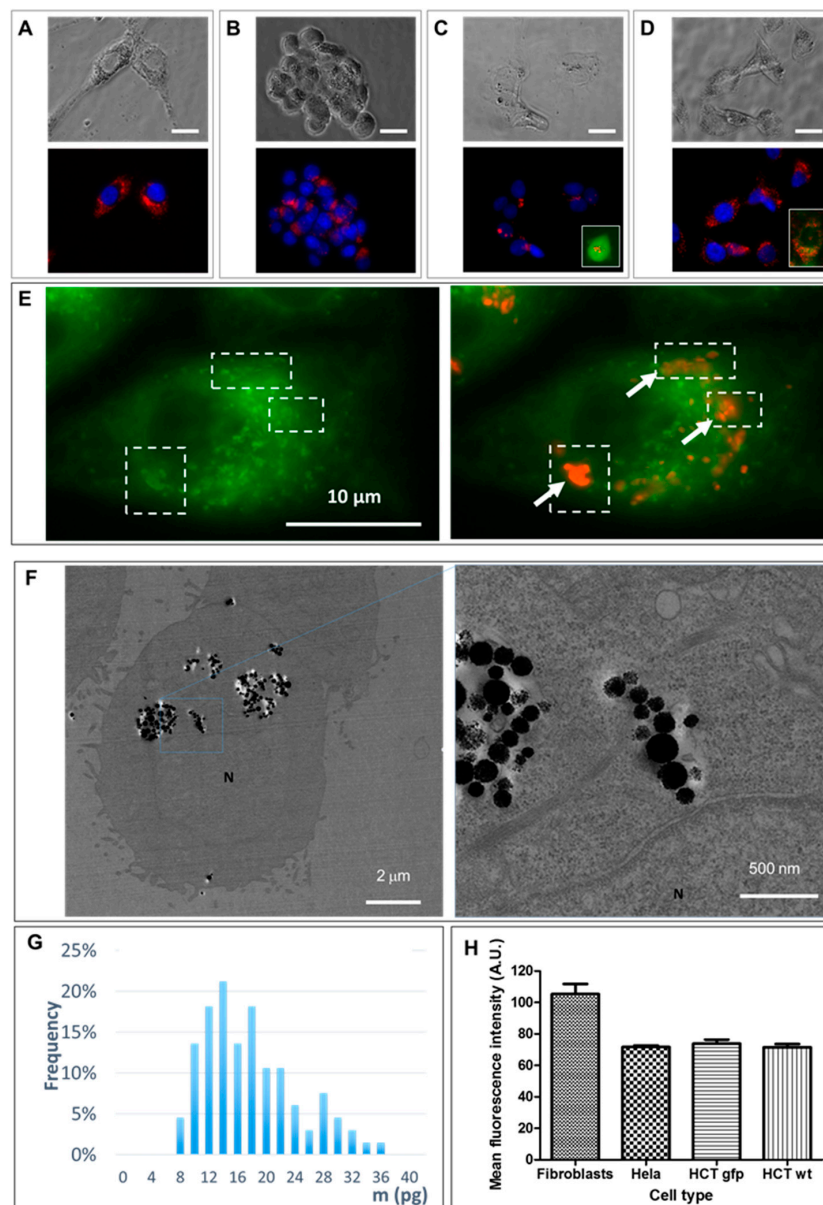 A
B
C
D
E
10 µm
F
N
2 µm
500 nm
N
G
Frequency
25%
20%
15%
10%
5%
0%
0 4 8 12 16 20 24 28 32 36 40
m (pg)
H
Mean fluorescence intensity (A.U.)
120
100
80
60
40
20
0
Fibroblasts Hela HCT gfp HCT wt
Cell type